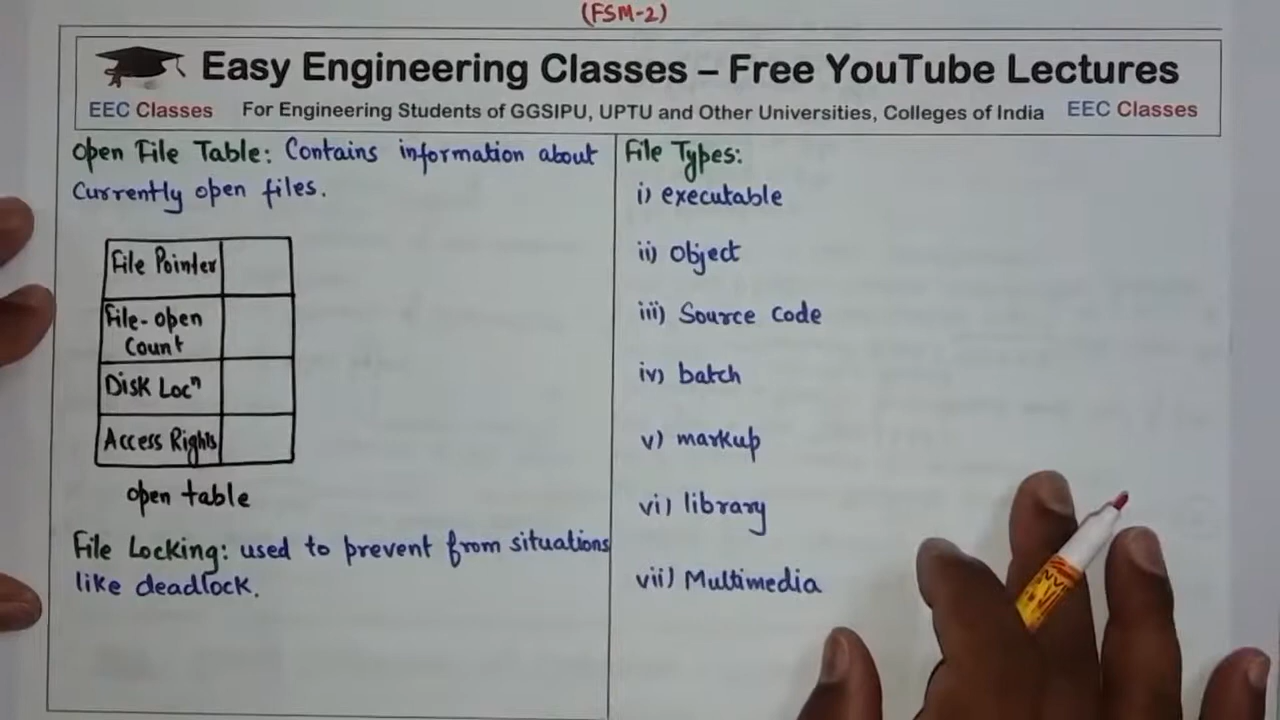 (FSM-2)
Easy Engineering Classes – Free YouTube Lectures
EEC Classes For Engineering Students of GGSIPU, UPTU and Other Universities, Colleges of India EEC Classes
Open File Table: Contains information about
Currently open files.
File Pointer
File-open
Count
Disk Locⁿ
Access Rights
open table
File Locking: used to prevent from situations
like deadlock.
File Types:
i) executable
ii) Object
iii) Source code
iv) batch
v) markup
vi) library
vii) Multimedia